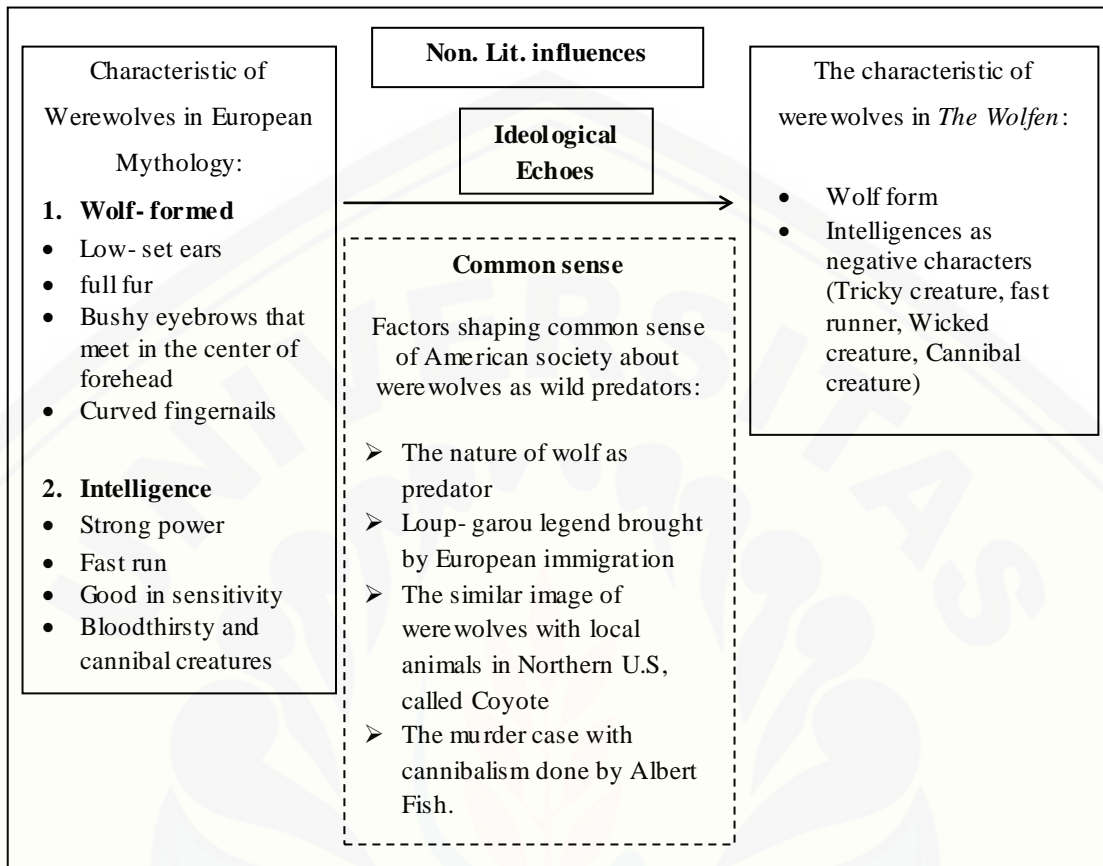 Characteristic of
Werewolves in European
Mythology:
1. Wolf- formed
• Low- set ears
• full fur
• Bushy eyebrows that
meet in the center of
forehead
• Curved fingernails
2. Intelligence
• Strong power
• Fast run
• Good in sensitivity
• Bloodthirsty and
cannibal creatures
Non. Lit. influences
Ideological
Echoes
Common sense
Factors shaping common sense
of American society about
werewolves as wild predators:
➢ The nature of wolf as
predator
➢ Loup- garou legend brought
by European immigration
➢ The similar image of
werewolves with local
animals in Northern U.S,
called Coyote
➢ The murder case with
cannibalism done by Albert
Fish.
The characteristic of
werewolves in The Wolfen:
• Wolf form
• Intelligences as
negative characters
(Tricky creature, fast
runner, Wicked
creature, Cannibal
creature)
UNIVERSITAS